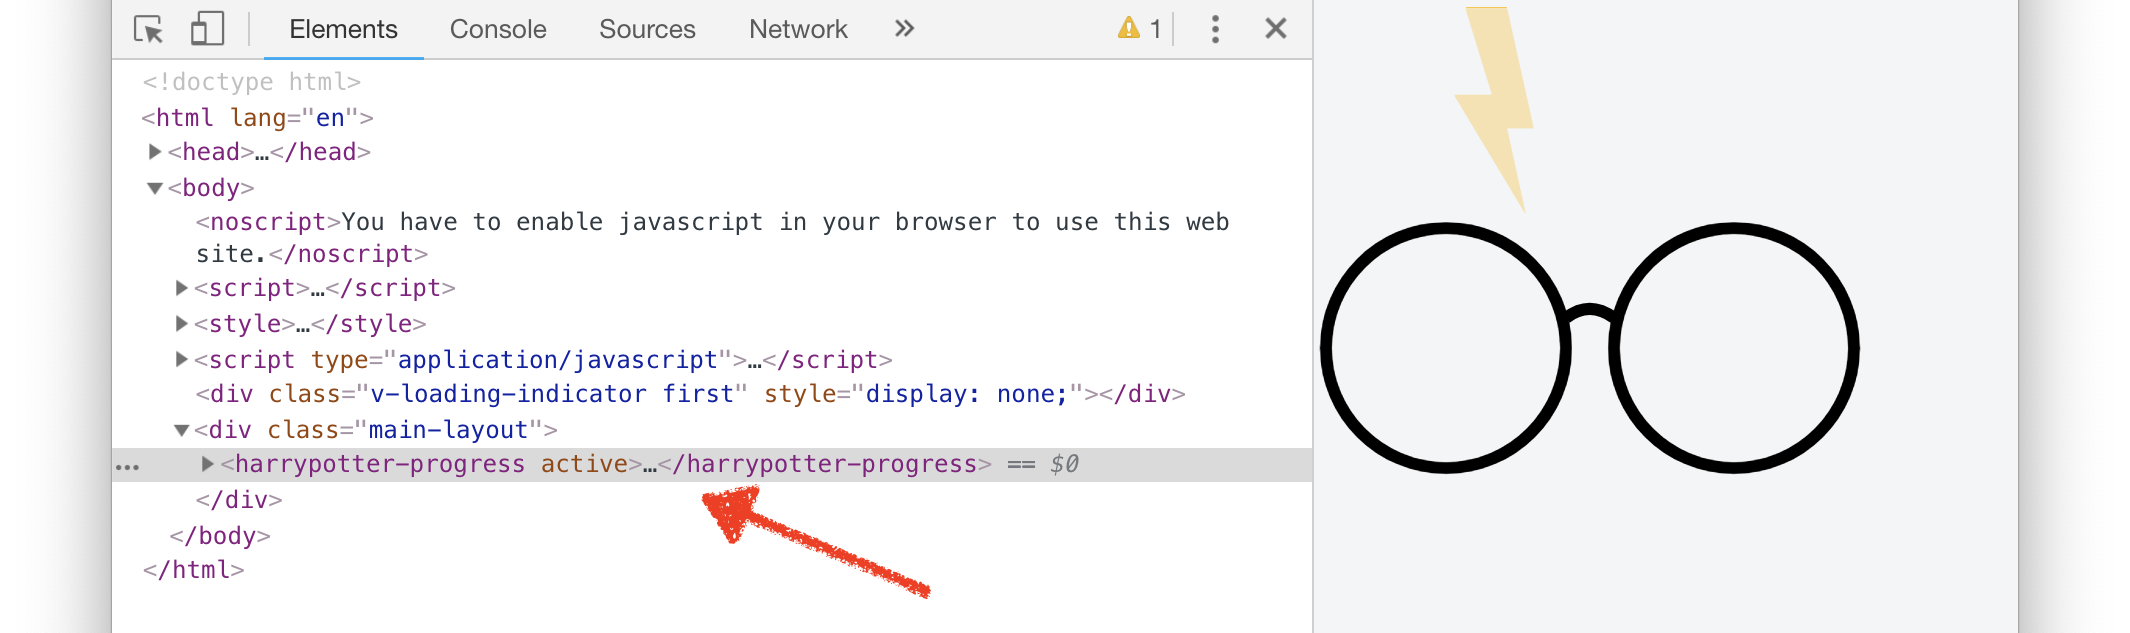 Elements Console Sources Network » 1
<!doctype html>
<html lang="en">
<head>…</head>
<body>
<noscript>You have to enable javascript in your browser to use this web
site.</noscript>
<script>…</script>
<style>…</style>
<script type="application/javascript">…</script>
<div class="v-loading-indicator first" style="display: none;"></div>
<div class="main-layout">
… <harrypotter-progress active>…</harrypotter-progress> == $0
</div>
</body>
</html>